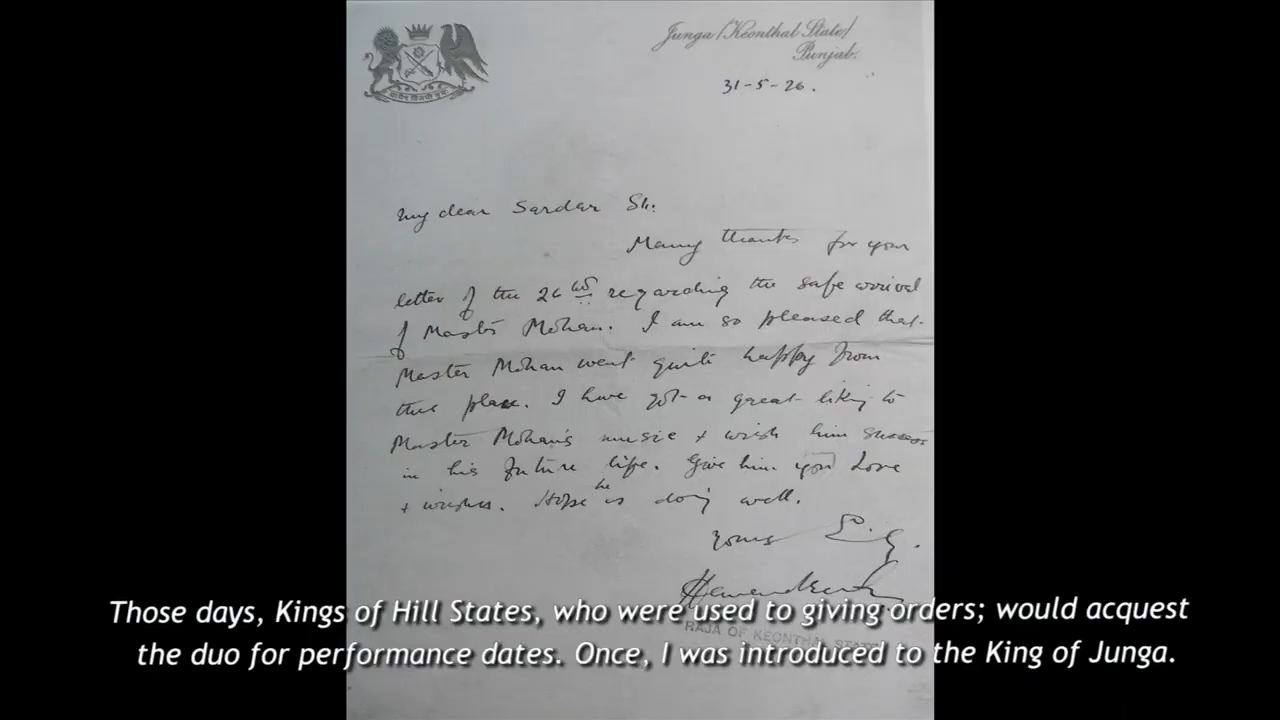 Junga (Keonthal State)
Punjab.
31-5-26.
My dear Sardar Sh:
Many thanks for your
letter of the 26 regarding the safe arrival
of Master Mohan. I am so pleased that
Master Mohan went quite happy from
this place. I have got a great liking to
Master Mohan's music + wish him success
in his future life. Give him you love
+ wishes. Hope he is doing well.
Yours
RAJA OF KEONTHAL STATE
Those days, Kings of Hill States, who were used to giving orders; would acquest
the duo for performance dates. Once, I was introduced to the King of Junga.